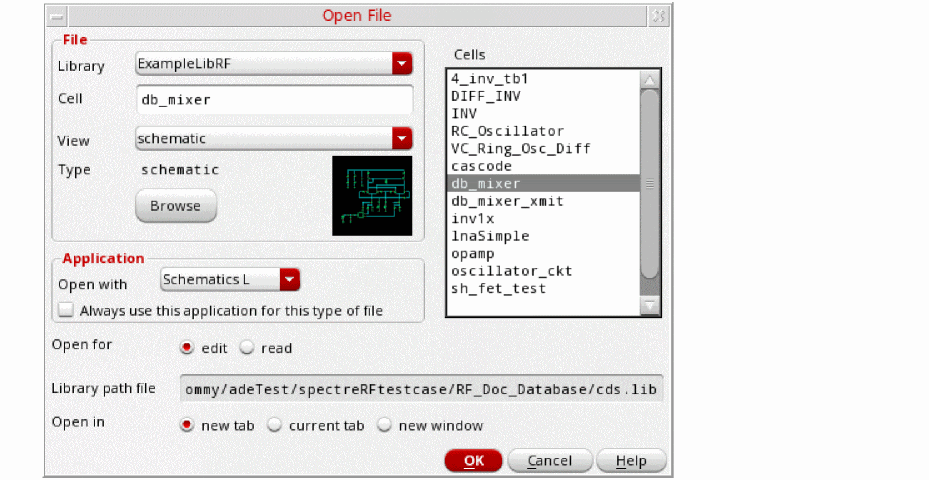 Open File
File
Library ExampleLibRF
Cell db_mixer
View schematic
Type schematic
Browse
Cells
4_inv_tb1
DIFF_INV
INV
RC_Oscillator
VC_Ring_Osc_Diff
cascode
db_mixer
db_mixer_xmit
inv1x
lnaSimple
opamp
oscillator_ckt
sh_fet_test
Application
Open with Schematics L
Always use this application for this type of file
Open for edit read
Library path file ommy/adeTest/spectreRFtestcase/RF_Doc_Database/cds.lib
Open in new tab current tab new window
OK Cancel Help